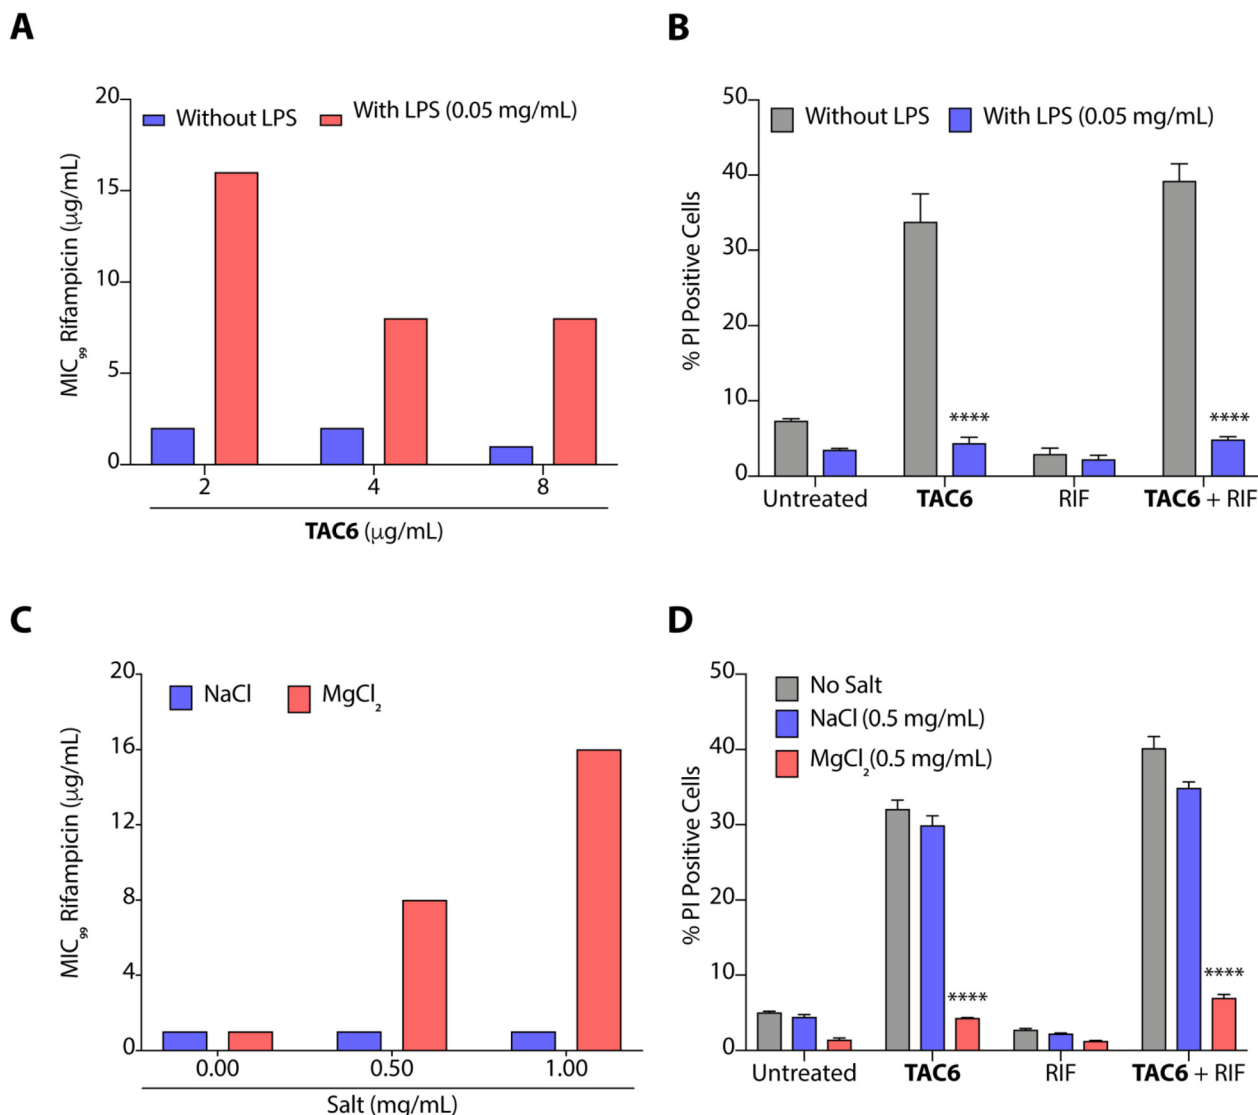 A
20
15
10
5
0
MIC₉₉ Rifampicin (μg/mL)
Without LPS
With LPS (0.05 mg/mL)
2 4 8
TAC6 (μg/mL)
B
50
40
30
20
10
0
% PI Positive Cells
Without LPS
With LPS (0.05 mg/mL)
****
****
Untreated TAC6 RIF TAC6 + RIF
C
20
16
12
8
4
0
MIC₉₉ Rifampicin (μg/mL)
NaCl
MgCl₂
0.00 0.50 1.00
Salt (mg/mL)
D
50
40
30
20
10
0
% PI Positive Cells
No Salt
NaCl (0.5 mg/mL)
MgCl₂(0.5 mg/mL)
****
****
Untreated TAC6 RIF TAC6 + RIF